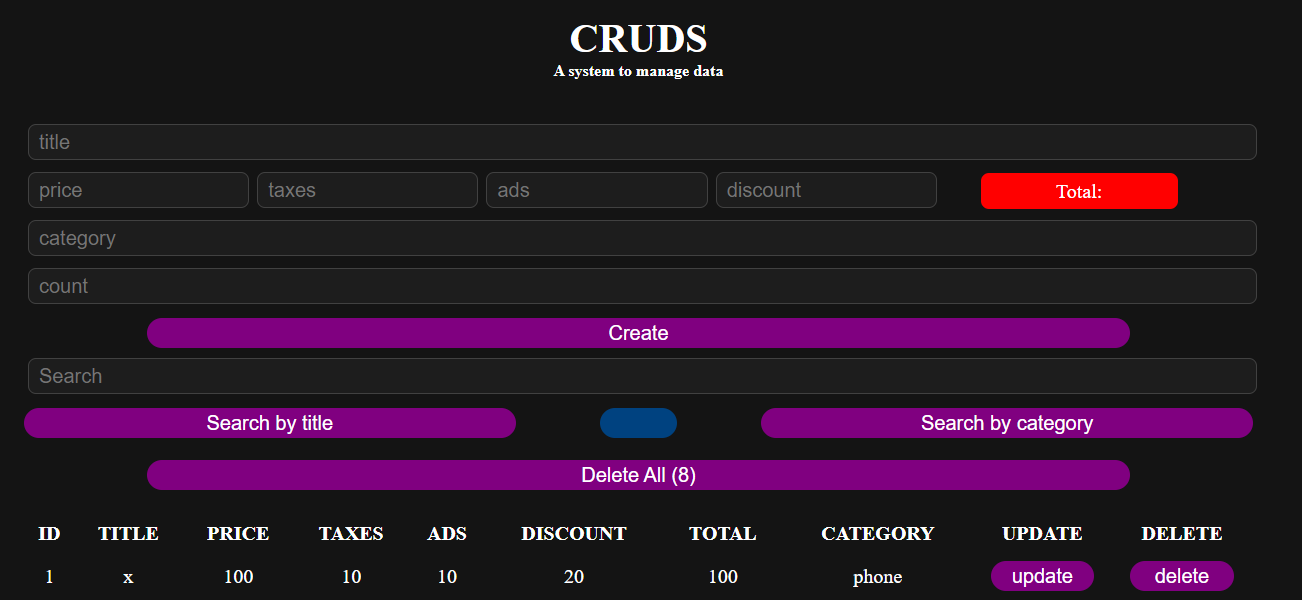 CRUDS
A system to manage data
title
price taxes ads discount Total:
category
count
Create
Search
Search by title Search by category
Delete All (8)
ID TITLE PRICE TAXES ADS DISCOUNT TOTAL CATEGORY UPDATE DELETE
1 x 100 10 10 20 100 phone update delete